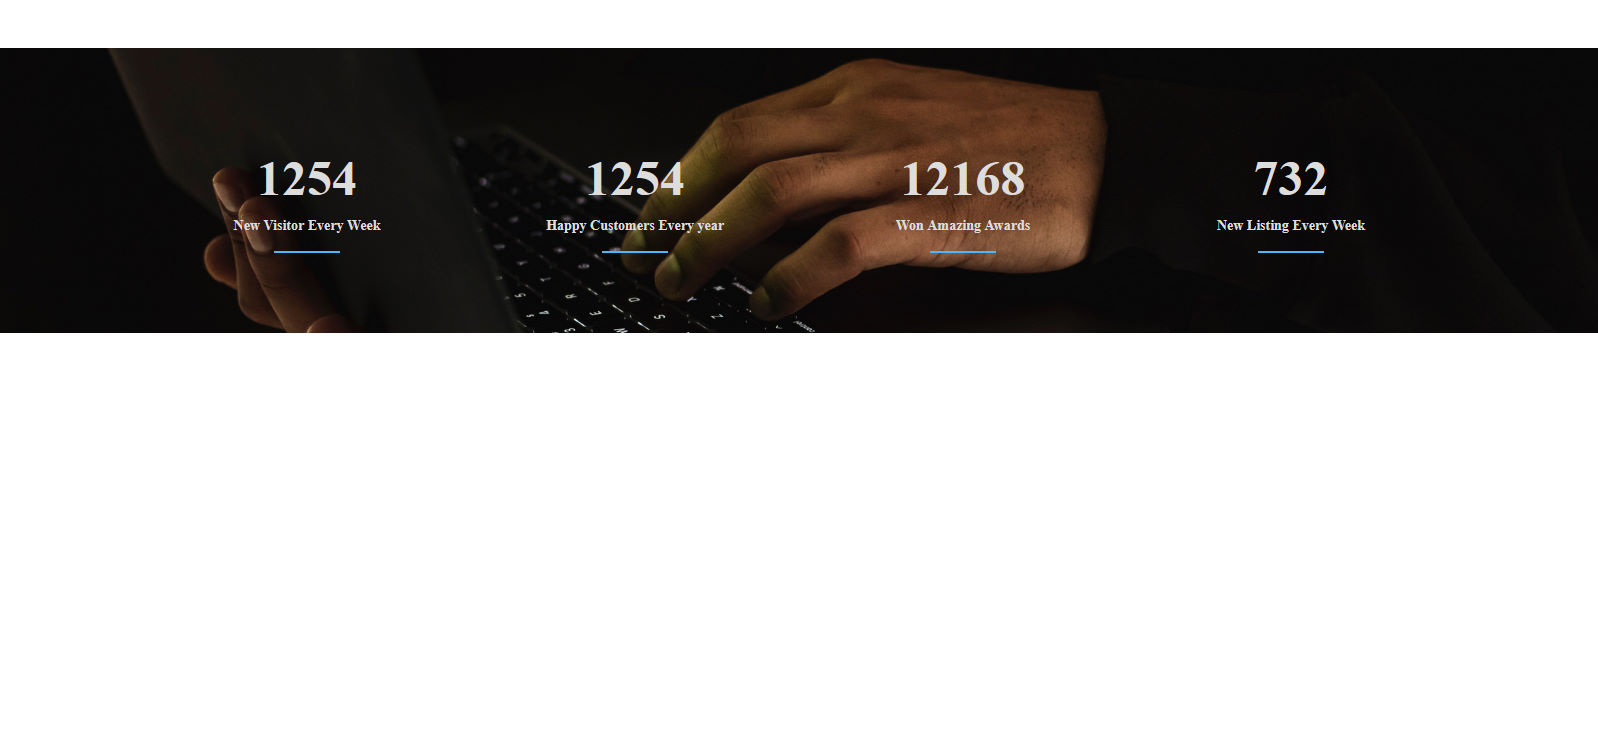 1254
New Visitor Every Week
1254
Happy Customers Every year
12168
Won Amazing Awards
732
New Listing Every Week